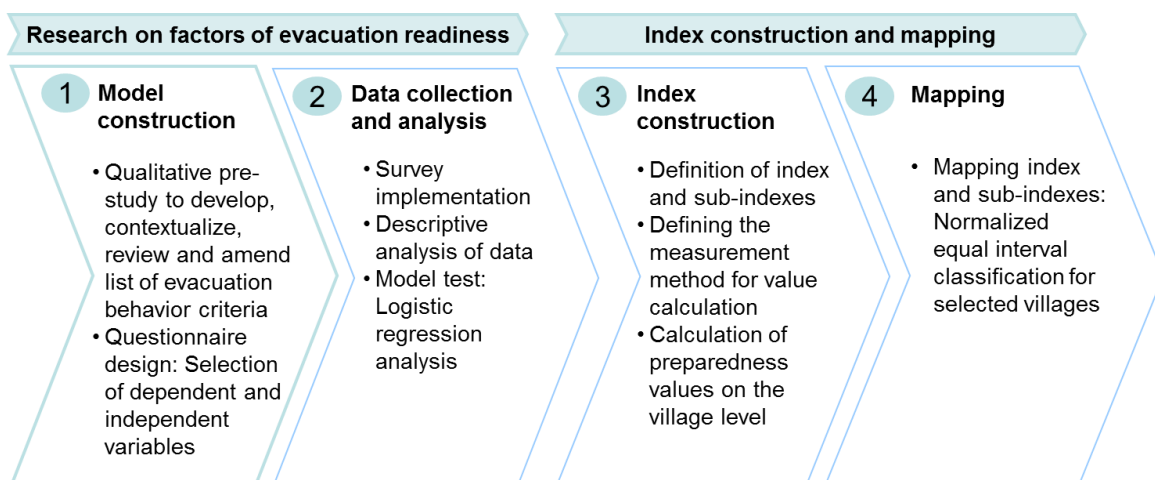 Research on factors of evacuation readiness
Index construction and mapping
1
Model
construction
• Qualitative pre-
study to develop,
contextualize,
review and amend
list of evacuation
behavior criteria
• Questionnaire
design: Selection
of dependent and
independent
variables
2
Data collection
and analysis
• Survey
implementation
• Descriptive
analysis of data
• Model test:
Logistic
regression
analysis
3
Index
construction
• Definition of index
and sub-indexes
• Defining the
measurement
method for value
calculation
• Calculation of
preparedness
values on the
village level
4
Mapping
• Mapping index
and sub-indexes:
Normalized
equal interval
classification for
selected villages